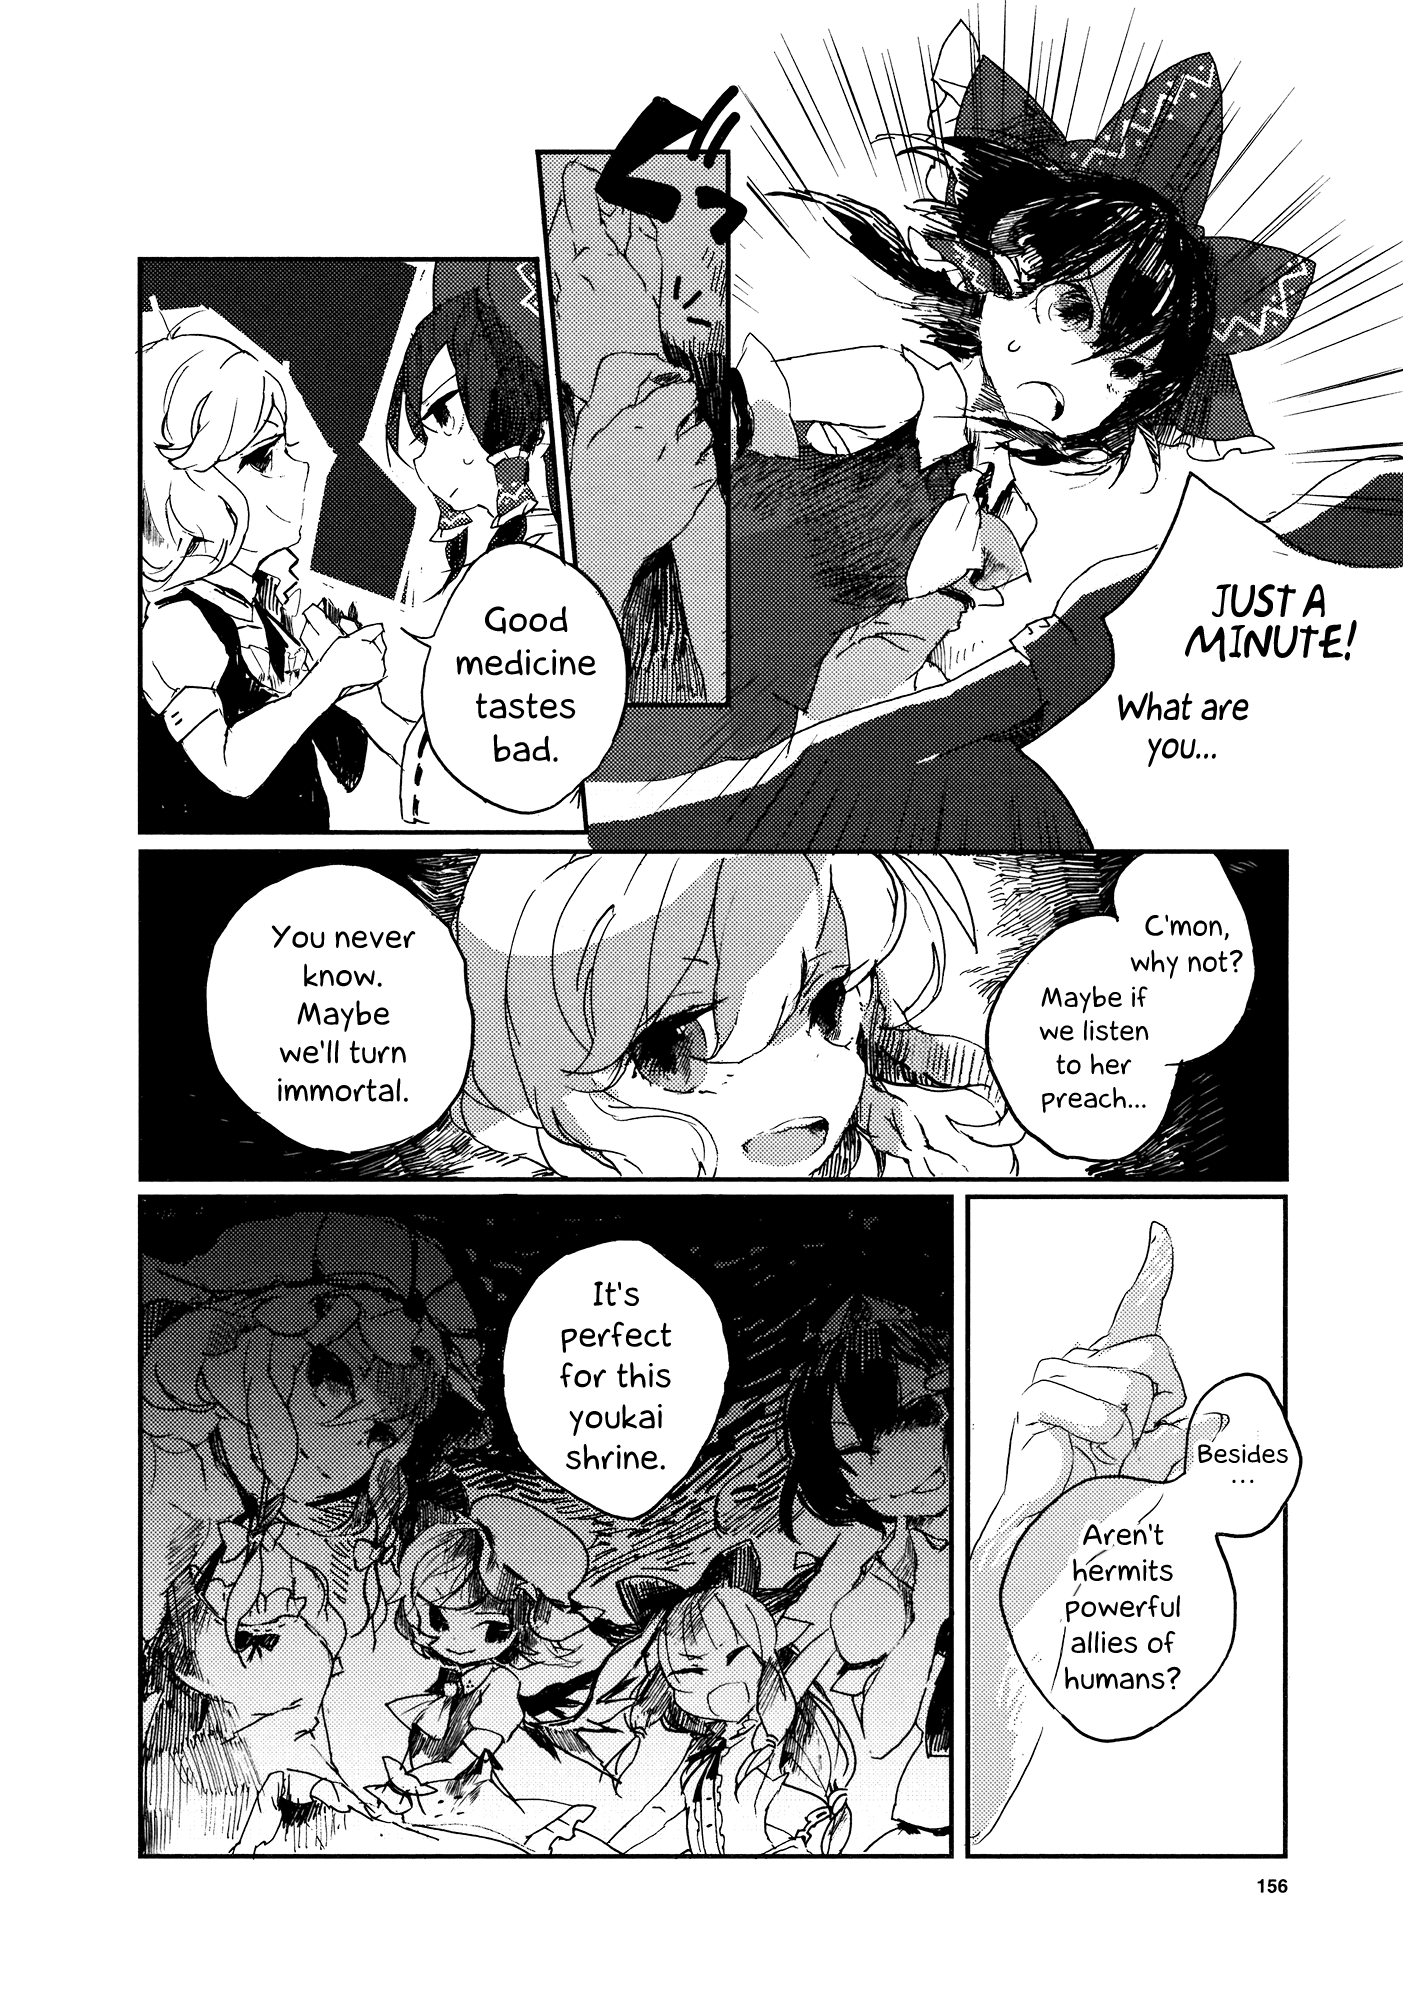 ぐっ
JUST A
MINUTE!
What are
you...
Good
medicine
tastes
bad.
C'mon,
why not?
Maybe if
we listen
to her
preach...
You never
know.
Maybe
we'll turn
immortal.
Besides
...
Aren't
hermits
powerful
allies of
humans?
It's
perfect
for this
youkai
shrine.
156